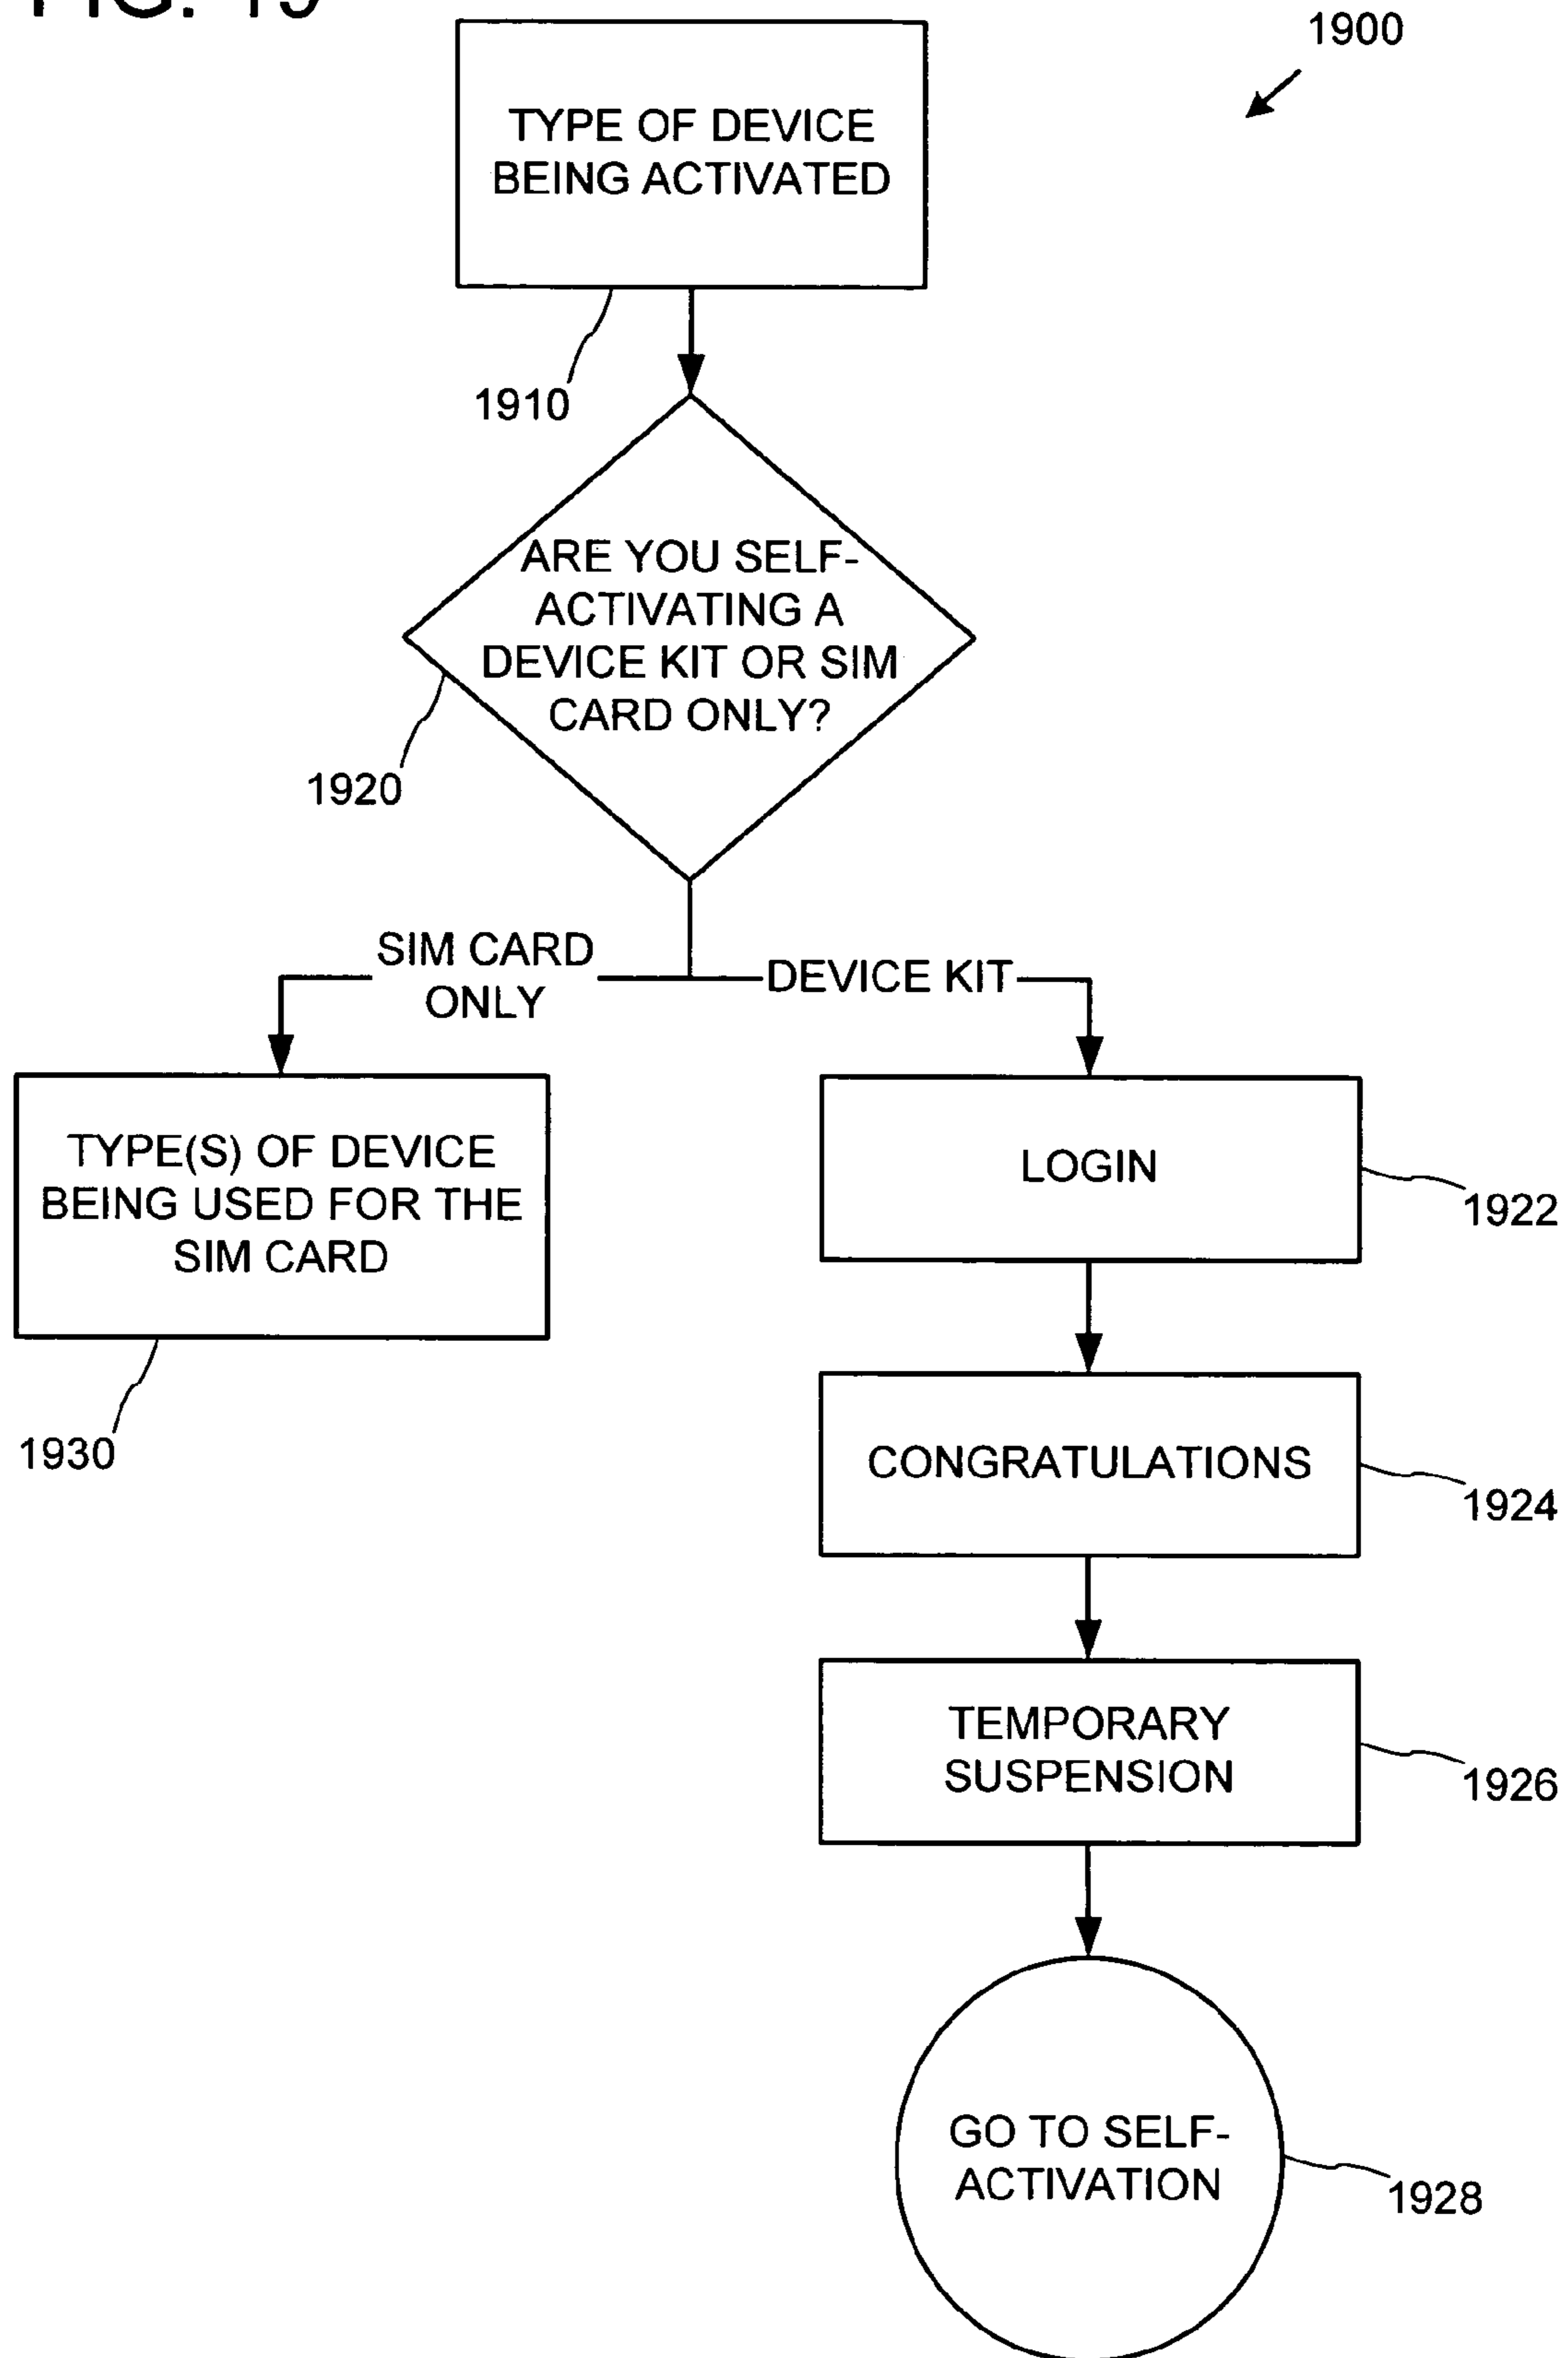 FIG. 19
1900
TYPE OF DEVICE
BEING ACTIVATED
1910
ARE YOU SELF-
ACTIVATING A
DEVICE KIT OR SIM
CARD ONLY?
1920
SIM CARD
ONLY
DEVICE KIT
TYPE(S) OF DEVICE
BEING USED FOR THE
SIM CARD
1930
LOGIN
1922
CONGRATULATIONS
1924
TEMPORARY
SUSPENSION
1926
GO TO SELF-
ACTIVATION
1928